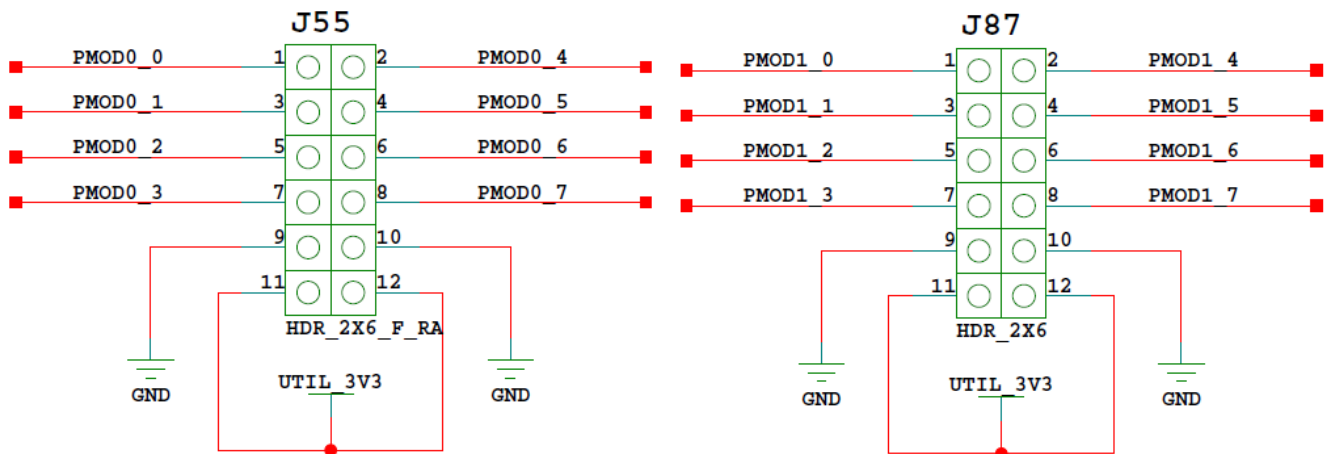 J55
PMOD0_0 1 2 PMOD0_4
PMOD0_1 3 4 PMOD0_5
PMOD0_2 5 6 PMOD0_6
PMOD0_3 7 8 PMOD0_7
9 10
11 12
HDR_2X6_F_RA
UTIL_3V3
GND GND
J87
PMOD1_0 1 2 PMOD1_4
PMOD1_1 3 4 PMOD1_5
PMOD1_2 5 6 PMOD1_6
PMOD1_3 7 8 PMOD1_7
9 10
11 12
HDR_2X6
UTIL_3V3
GND GND